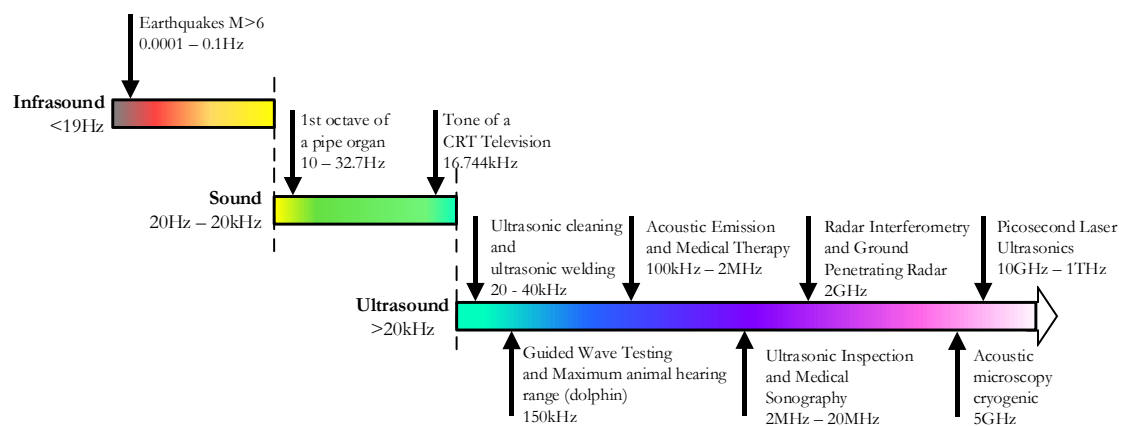 Earthquakes M>6
0.0001 – 0.1Hz
Infrasound
<19Hz
1st octave of
a pipe organ
10 – 32.7Hz
Tone of a
CRT Television
16.744kHz
Sound
20Hz – 20kHz
Ultrasonic cleaning
and
ultrasonic welding
20 - 40kHz
Acoustic Emission
and Medical Therapy
100kHz – 2MHz
Radar Interferometry
and Ground
Penetrating Radar
2GHz
Picosecond Laser
Ultrasonics
10GHz – 1THz
Ultrasound
>20kHz
Guided Wave Testing
and Maximum animal hearing
range (dolphin)
150kHz
Ultrasonic Inspection
and Medical
Sonography
2MHz – 20MHz
Acoustic
microscopy
cryogenic
5GHz